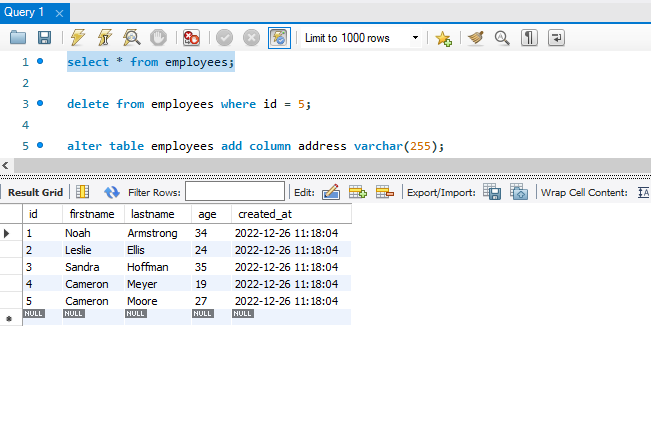 Query 1
Limit to 1000 rows
1 select * from employees;
2
3 delete from employees where id = 5;
4
5 alter table employees add column address varchar(255);
Result Grid Filter Rows: Edit: Export/Import: Wrap Cell Content:
id firstname lastname age created_at
1 Noah Armstrong 34 2022-12-26 11:18:04
2 Leslie Ellis 24 2022-12-26 11:18:04
3 Sandra Hoffman 35 2022-12-26 11:18:04
4 Cameron Meyer 19 2022-12-26 11:18:04
5 Cameron Moore 27 2022-12-26 11:18:04
NULL NULL NULL NULL NULL